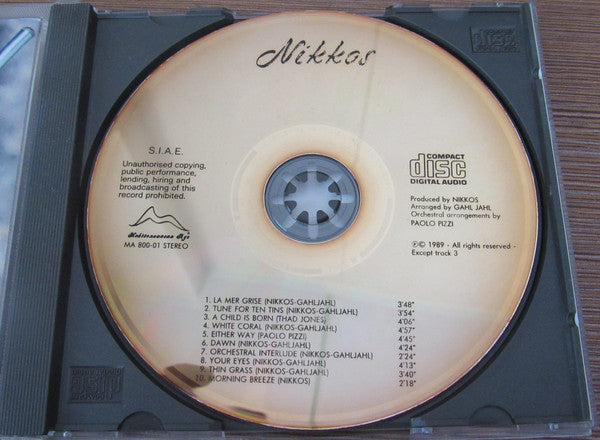 Nikkos
S.I.A.E.
Unauthorised copying,
public performance,
lending, hiring and
broadcasting of this
record prohibited.
Mediterranean Age
MA 800-01 STEREO
COMPACT
disc
DIGITAL AUDIO
Produced by NIKKOS
Arranged by GAHL JAHL
Orchestral arrangements by
PAOLO PIZZI
Ⓟ© 1989 - All rights reserved -
Except track 3
1. LA MER GRISE (NIKKOS-GAHLJAHL) 3'48"
2. TUNE FOR TEN TINS (NIKKOS-GAHLJAHL) 3'54"
3. A CHILD IS BORN (THAD JONES) 4'06"
4. WHITE CORAL (NIKKOS-GAHLJAHL) 4'57"
5. EITHER WAY (PAOLO PIZZI) 4'45"
6. DAWN (NIKKOS-GAHLJAHL) 4'24"
7. ORCHESTRAL INTERLUDE (NIKKOS-GAHLJAHL) 2'24"
8. YOUR EYES (NIKKOS-GAHLJAHL) 4'13"
9. THIN GRASS (NIKKOS-GAHLJAHL) 3'40"
10. MORNING BREEZE (NIKKOS) 2'18"